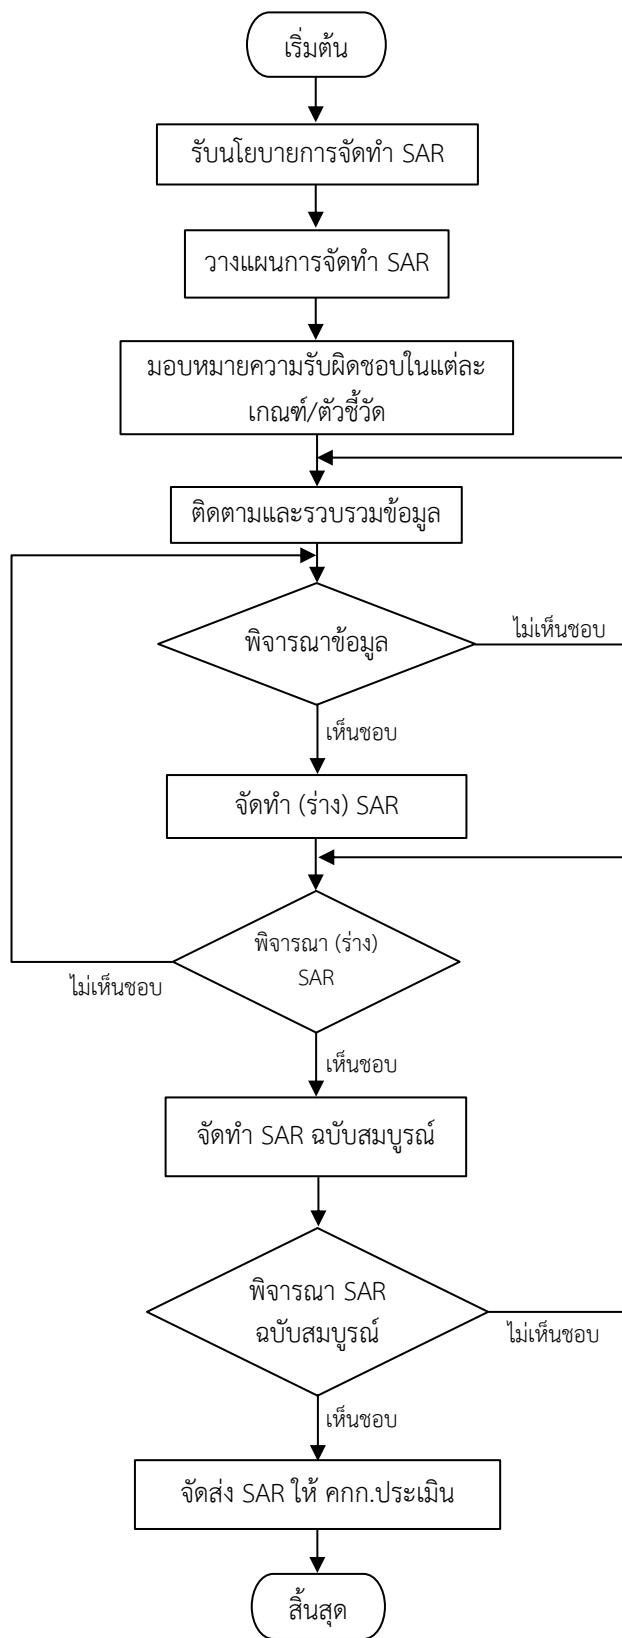 เริ่มต้น
รับนโยบายการจัดทำ SAR
วางแผนการจัดทำ SAR
มอบหมายความรับผิดชอบในแต่ละ
เกณฑ์/ตัวชี้วัด
ติดตามและรวบรวมข้อมูล
พิจารณาข้อมูล
ไม่เห็นชอบ
เห็นชอบ
จัดทำ (ร่าง) SAR
พิจารณา (ร่าง)
SAR
ไม่เห็นชอบ
เห็นชอบ
จัดทำ SAR ฉบับสมบูรณ์
พิจารณา SAR
ฉบับสมบูรณ์
ไม่เห็นชอบ
เห็นชอบ
จัดส่ง SAR ให้ คกก.ประเมิน
สิ้นสุด